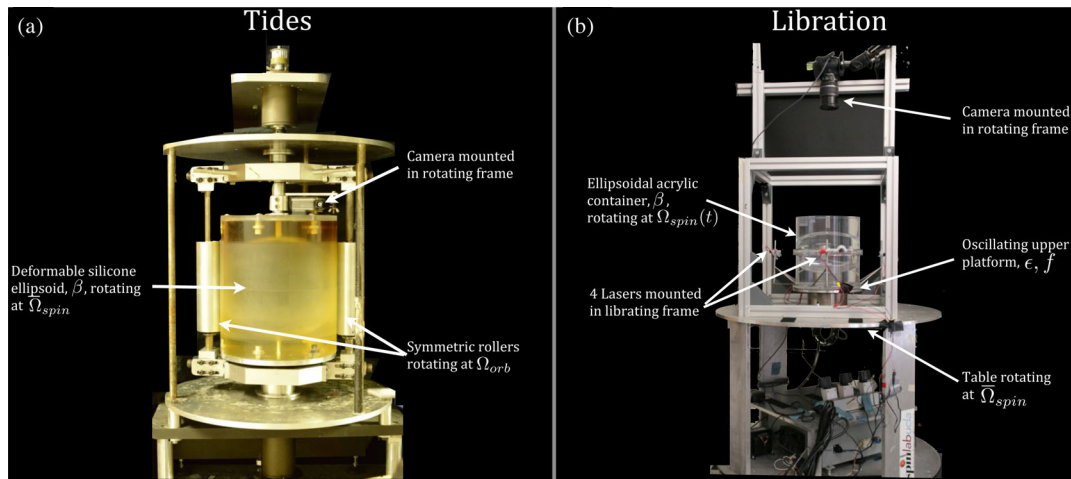 (a)
Tides
Camera mounted
in rotating frame
Deformable silicone
ellipsoid, β, rotating
at Ω̅spin
Symmetric rollers
rotating at Ωorb
(b)
Libration
Camera mounted
in rotating frame
Ellipsoidal acrylic
container, β,
rotating at Ωspin(t)
Oscillating upper
platform, ϵ, f
4 Lasers mounted
in librating frame
Table rotating
at Ω̅spin
spinlabucla